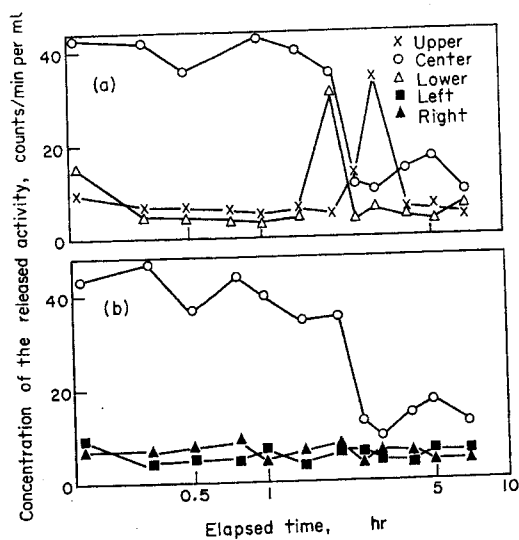 Concentration of the released activity, counts/min per ml
40
20
0
(a)
x Upper
○ Center
△ Lower
■ Left
▲ Right
40
20
0
(b)
0.5
1
5
10
Elapsed time, hr